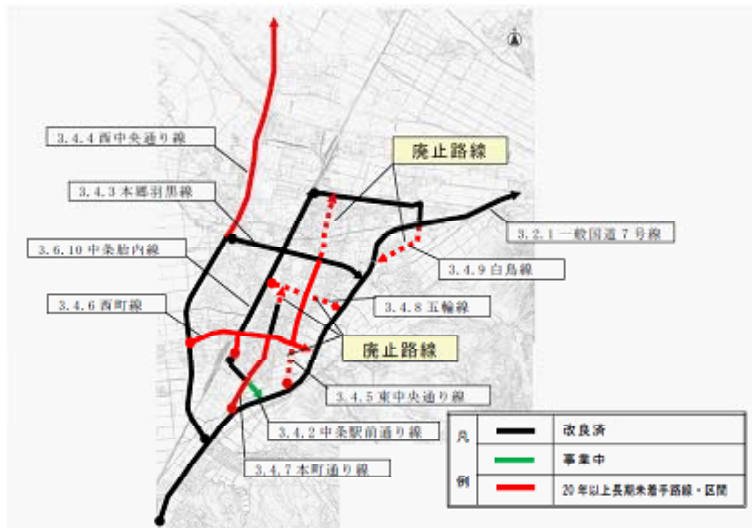 3.4.4 西中央通り線
廃止路線
3.4.3 本郷羽黒線
3.2.1 一般国道7号線
3.6.10 中条胎内線
3.4.9 白鳥線
3.4.6 西町線
3.4.8 五輪線
廃止路線
3.4.5 東中央通り線
3.4.2 中条駅前通り線
3.4.7 本町通り線
凡例
改良済
事業中
20年以上長期未着手路線・区間